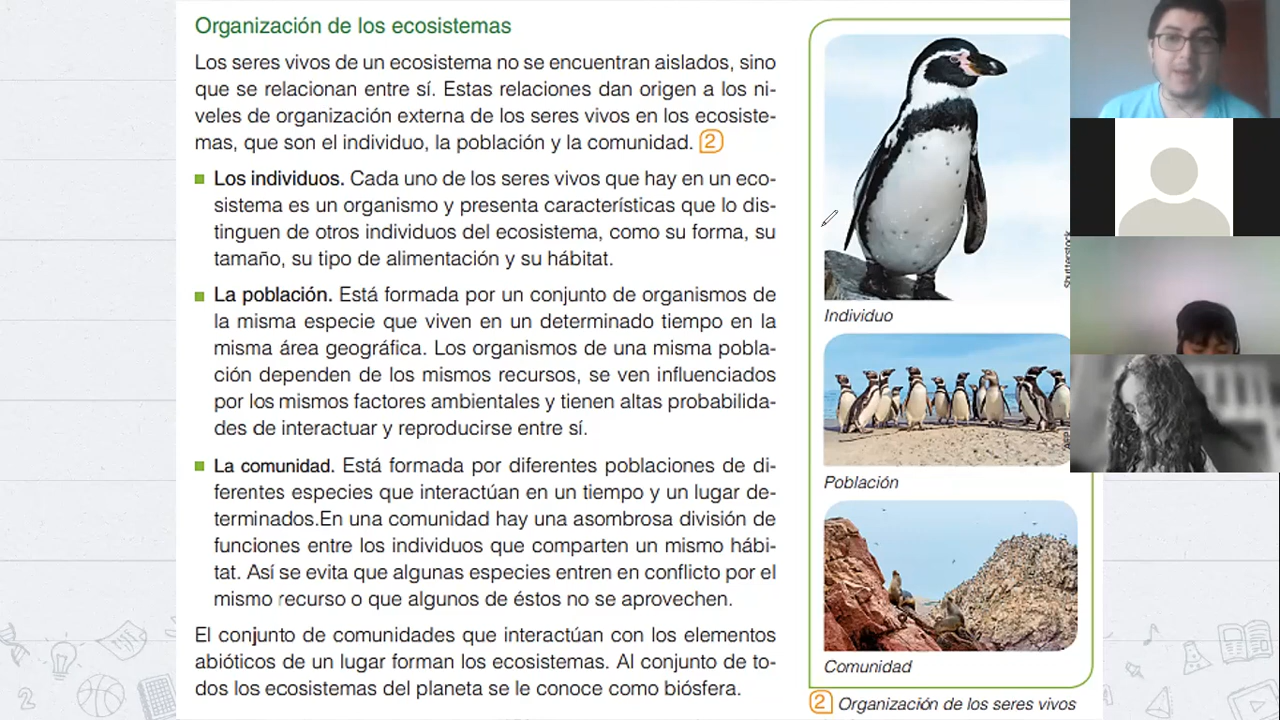 Organización de los ecosistemas
Los seres vivos de un ecosistema no se encuentran aislados, sino
que se relacionan entre sí. Estas relaciones dan origen a los ni-
veles de organización externa de los seres vivos en los ecosiste-
mas, que son el individuo, la población y la comunidad. 2
Los individuos. Cada uno de los seres vivos que hay en un eco-
sistema es un organismo y presenta características que lo dis-
tinguen de otros individuos del ecosistema, como su forma, su
tamaño, su tipo de alimentación y su hábitat.
La población. Está formada por un conjunto de organismos de
la misma especie que viven en un determinado tiempo en la
misma área geográfica. Los organismos de una misma pobla-
ción dependen de los mismos recursos, se ven influenciados
por los mismos factores ambientales y tienen altas probabilida-
des de interactuar y reproducirse entre sí.
La comunidad. Está formada por diferentes poblaciones de di-
ferentes especies que interactúan en un tiempo y un lugar de-
terminados.En una comunidad hay una asombrosa división de
funciones entre los individuos que comparten un mismo hábi-
tat. Así se evita que algunas especies entren en conflicto por el
mismo recurso o que algunos de éstos no se aprovechen.
El conjunto de comunidades que interactúan con los elementos
abióticos de un lugar forman los ecosistemas. Al conjunto de to-
dos los ecosistemas del planeta se le conoce como biósfera.
Shutterstock
Individuo
Población
Comunidad
2 Organización de los seres vivos